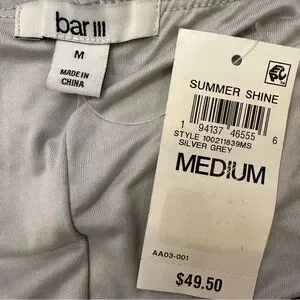 bar III
M
MADE IN
CHINA
SUMMER SHINE
1 94137 46555 6
STYLE 100211839MS
SILVER GREY
MEDIUM
AA03-001
$49.50